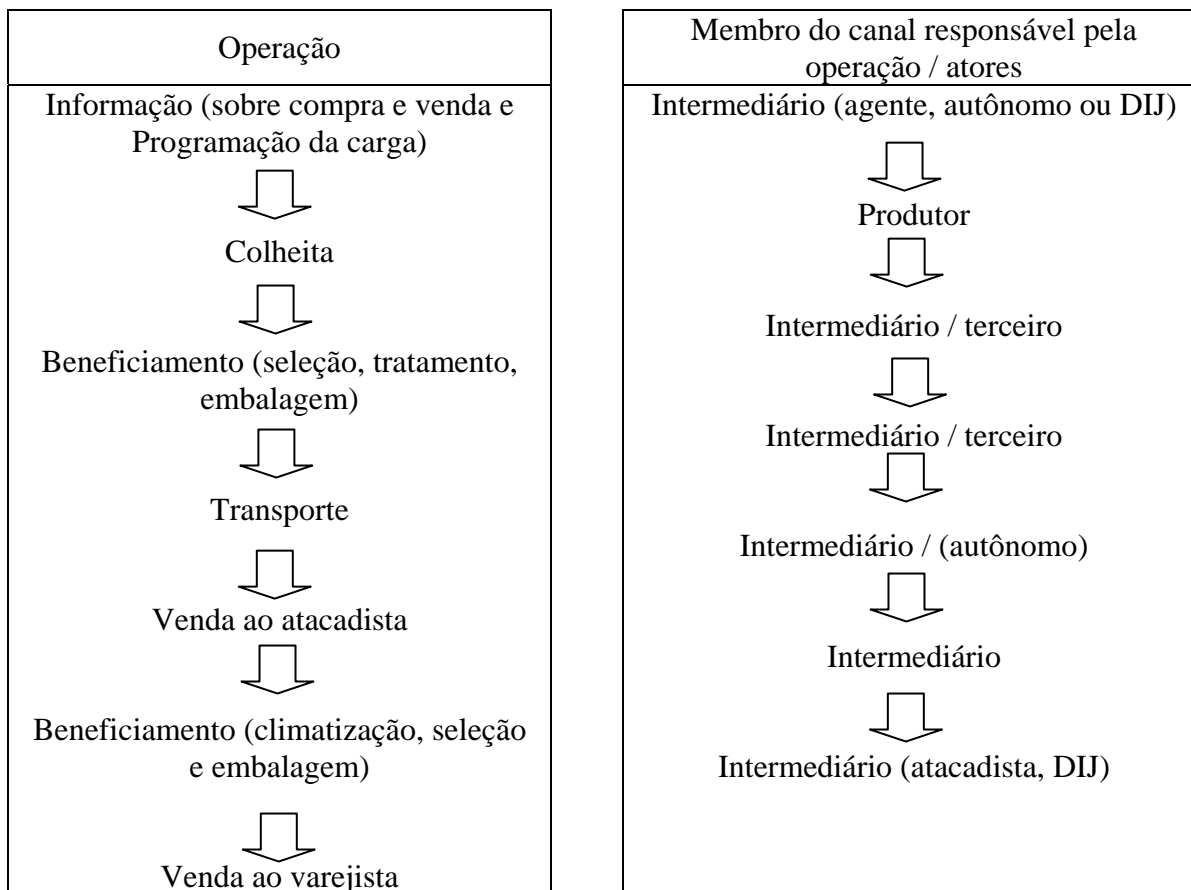 Operação
Informação (sobre compra e venda e
Programação da carga)
Colheita
Beneficiamento (seleção, tratamento,
embalagem)
Transporte
Venda ao atacadista
Beneficiamento (climatização, seleção
e embalagem)
Venda ao varejista
Membro do canal responsável pela
operação / atores
Intermediário (agente, autônomo ou DIJ)
Produtor
Intermediário / terceiro
Intermediário / terceiro
Intermediário / (autônomo)
Intermediário
Intermediário (atacadista, DIJ)